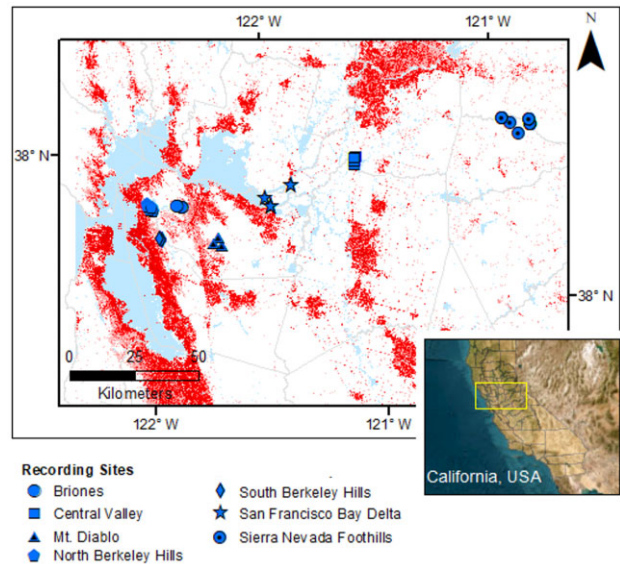 122° W
121° W
N
38° N
38° N
0
25
50
Kilometers
122° W
121° W
California, USA
Recording Sites
Briones
Central Valley
Mt. Diablo
North Berkeley Hills
South Berkeley Hills
San Francisco Bay Delta
Sierra Nevada Foothills